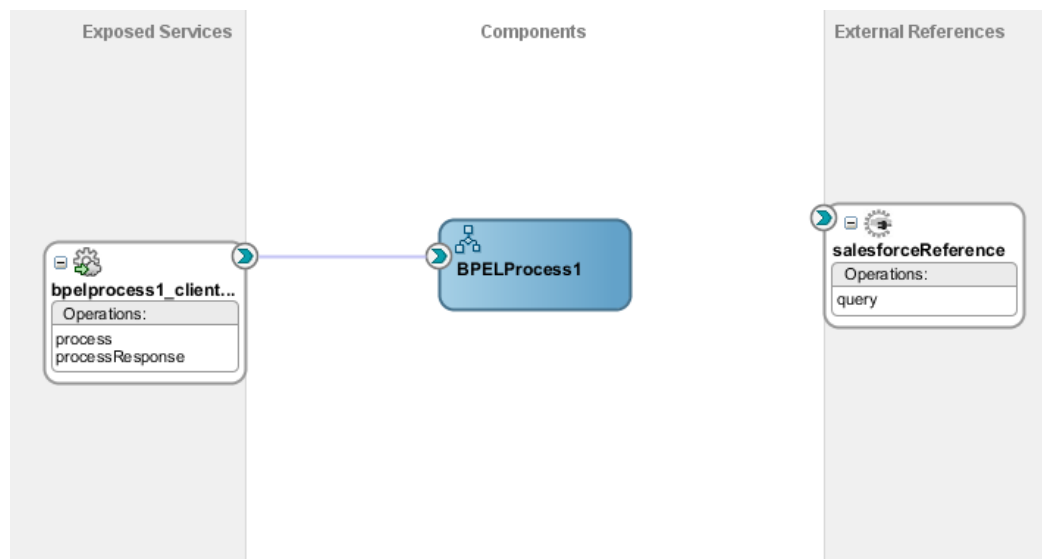 Exposed Services
Components
External References
bpelprocess1_client...
Operations:
process
processResponse
BPELProcess1
salesforceReference
Operations:
query